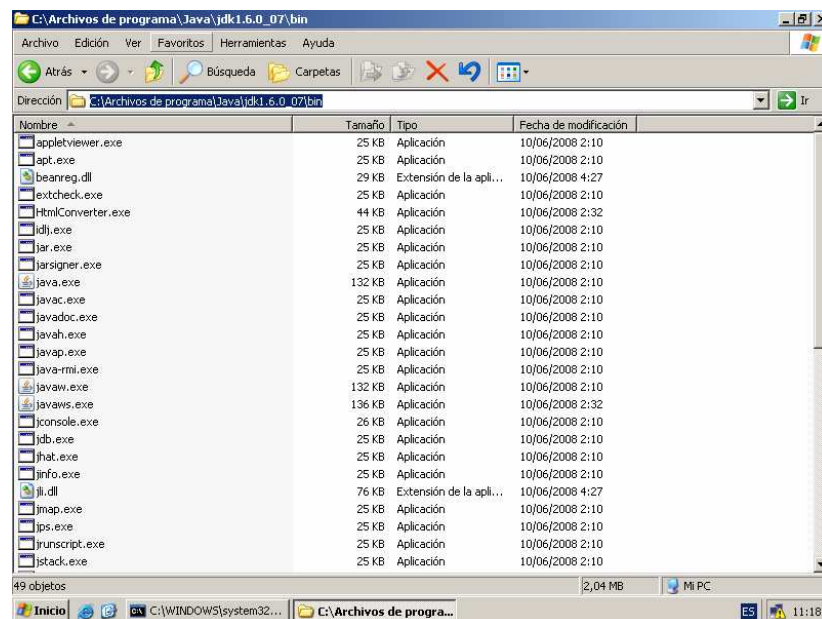 C:\Archivos de programa\Java\jdk1.6.0_07\bin
Archivo Edición Ver Favoritos Herramientas Ayuda
Atrás Búsqueda Carpetas
Dirección C:\Archivos de programa\Java\jdk1.6.0_07\bin Ir
Nombre Tamaño Tipo Fecha de modificación
appletviewer.exe 25 KB Aplicación 10/06/2008 2:10
apt.exe 25 KB Aplicación 10/06/2008 2:10
beanreg.dll 29 KB Extensión de la apli... 10/06/2008 4:27
extcheck.exe 25 KB Aplicación 10/06/2008 2:10
HtmlConverter.exe 44 KB Aplicación 10/06/2008 2:32
idlj.exe 25 KB Aplicación 10/06/2008 2:10
jar.exe 25 KB Aplicación 10/06/2008 2:10
jarsigner.exe 25 KB Aplicación 10/06/2008 2:10
java.exe 132 KB Aplicación 10/06/2008 2:10
javac.exe 25 KB Aplicación 10/06/2008 2:10
javadoc.exe 25 KB Aplicación 10/06/2008 2:10
javah.exe 25 KB Aplicación 10/06/2008 2:10
javap.exe 25 KB Aplicación 10/06/2008 2:10
java-rmi.exe 25 KB Aplicación 10/06/2008 2:10
javaw.exe 132 KB Aplicación 10/06/2008 2:10
javaws.exe 136 KB Aplicación 10/06/2008 2:32
jconsole.exe 26 KB Aplicación 10/06/2008 2:10
jdb.exe 25 KB Aplicación 10/06/2008 2:10
jhat.exe 25 KB Aplicación 10/06/2008 2:10
jinfo.exe 25 KB Aplicación 10/06/2008 2:10
jli.dll 76 KB Extensión de la apli... 10/06/2008 4:27
jmap.exe 25 KB Aplicación 10/06/2008 2:10
jps.exe 25 KB Aplicación 10/06/2008 2:10
jrunscript.exe 25 KB Aplicación 10/06/2008 2:10
jstack.exe 25 KB Aplicación 10/06/2008 2:10
49 objetos 2,04 MB Mi PC
Inicio C:\WINDOWS\system32... C:\Archivos de progra... ES 11:18